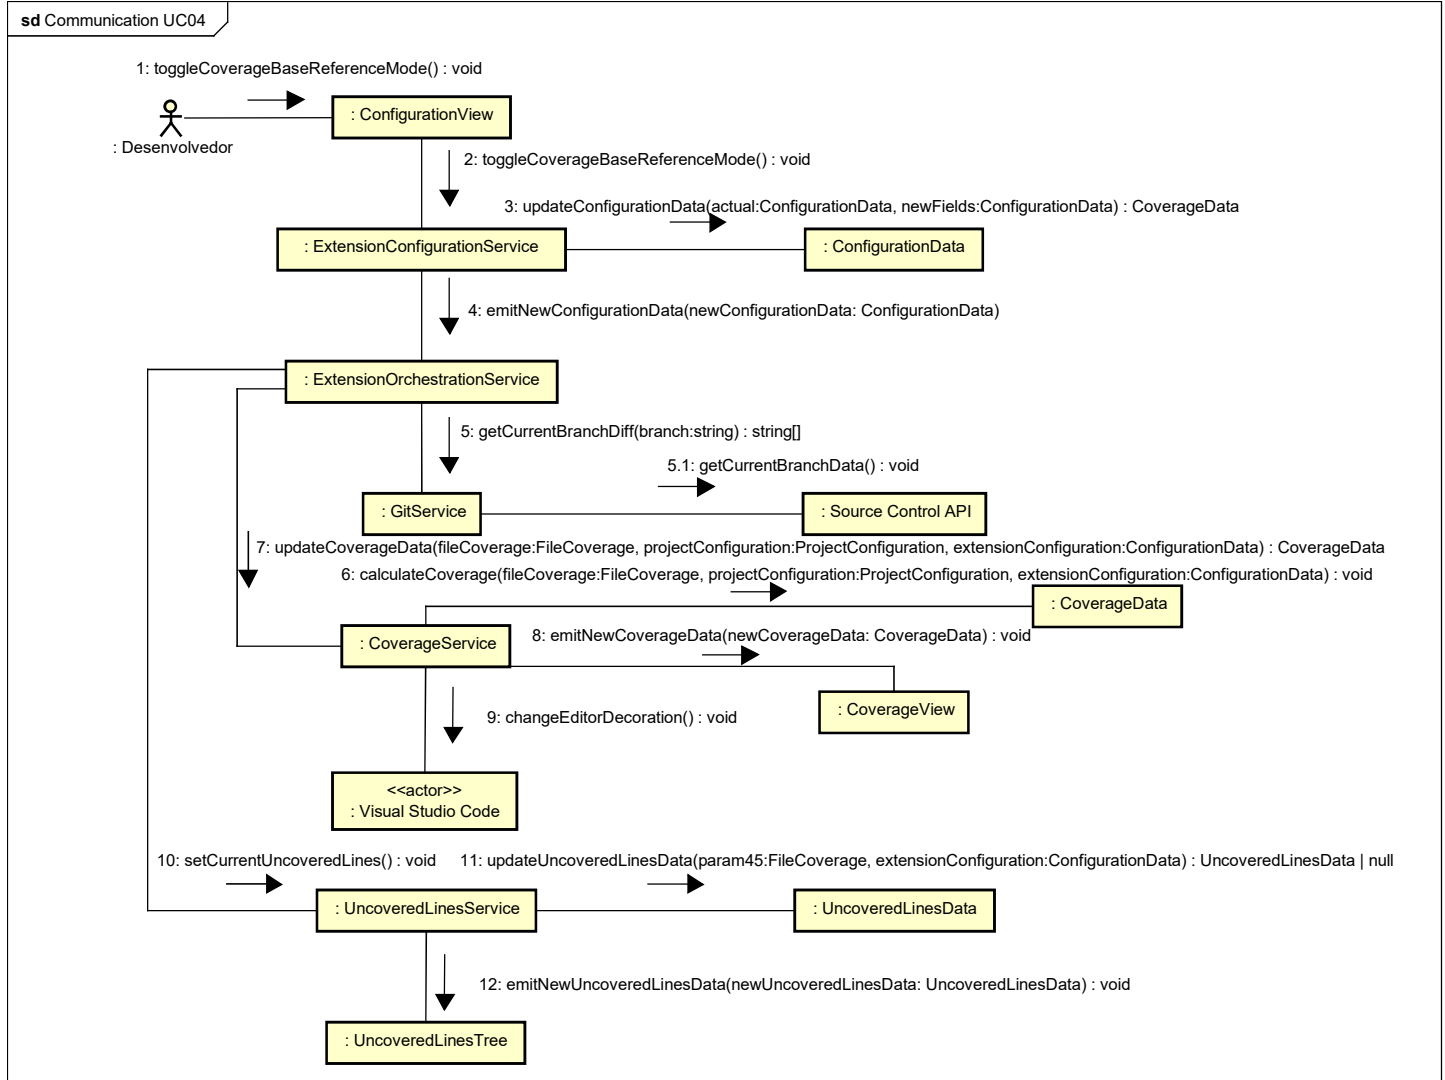 sd Communication UC04
1: toggleCoverageBaseReferenceMode() : void
: ConfigurationView
: Desenvolvedor
2: toggleCoverageBaseReferenceMode() : void
3: updateConfigurationData(actual:ConfigurationData, newFields:ConfigurationData) : CoverageData
: ExtensionConfigurationService
: ConfigurationData
4: emitNewConfigurationData(newConfigurationData: ConfigurationData)
: ExtensionOrchestrationService
5: getCurrentBranchDiff(branch:string) : string[]
5.1: getCurrentBranchData() : void
: GitService
: Source Control API
7: updateCoverageData(fileCoverage:FileCoverage, projectConfiguration:ProjectConfiguration, extensionConfiguration:ConfigurationData) : CoverageData
6: calculateCoverage(fileCoverage:FileCoverage, projectConfiguration:ProjectConfiguration, extensionConfiguration:ConfigurationData) : void
: CoverageData
8: emitNewCoverageData(newCoverageData: CoverageData) : void
: CoverageService
: CoverageView
9: changeEditorDecoration() : void
<<actor>>
: Visual Studio Code
10: setCurrentUncoveredLines() : void
11: updateUncoveredLinesData(param45:FileCoverage, extensionConfiguration:ConfigurationData) : UncoveredLinesData | null
: UncoveredLinesService
: UncoveredLinesData
12: emitNewUncoveredLinesData(newUncoveredLinesData: UncoveredLinesData) : void
: UncoveredLinesTree